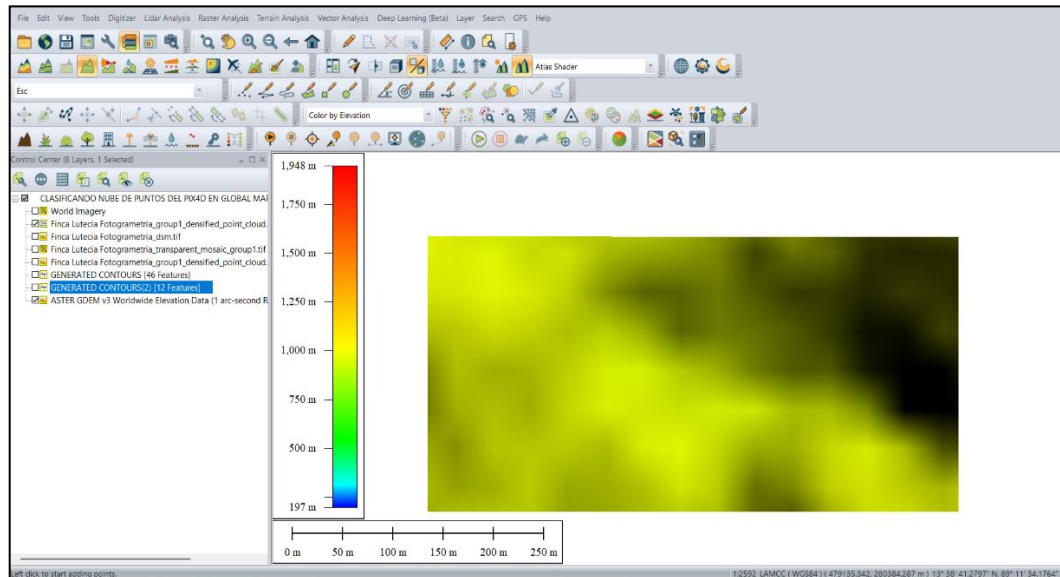 File Edit View Tools Digitizer Lidar Analysis Raster Analysis Terrain Analysis Vector Analysis Deep Learning (Beta) Layer Search GPS Help
Atlas Shader
Esc
Color by Elevation
Control Center (8 Layers, 1 Selected)
CLASIFICANDO NUBE DE PUNTOS DEL PIX4D EN GLOBAL MAP
World Imagery
Finca Lutecia Fotogrametria_group1_densified_point_cloud.
Finca Lutecia Fotogrametria_dsm.tif
Finca Lutecia Fotogrametria_transparent_mosaic_group1.tif
Finca Lutecia Fotogrametria_group1_densified_point_cloud.
GENERATED CONTOURS [46 Features]
GENERATED CONTOURS(2) [12 Features]
ASTER GDEM v3 Worldwide Elevation Data (1 arc-second R
1,948 m
1,750 m
1,500 m
1,250 m
1,000 m
750 m
500 m
197 m
0 m 50 m 100 m 150 m 200 m 250 m
Left click to start adding points.
1:2592 LAMCC ( WGS84 ) ( 479135.342, 280384.287 m ) 13° 38' 41.2797" N, 89° 11' 34.1764"